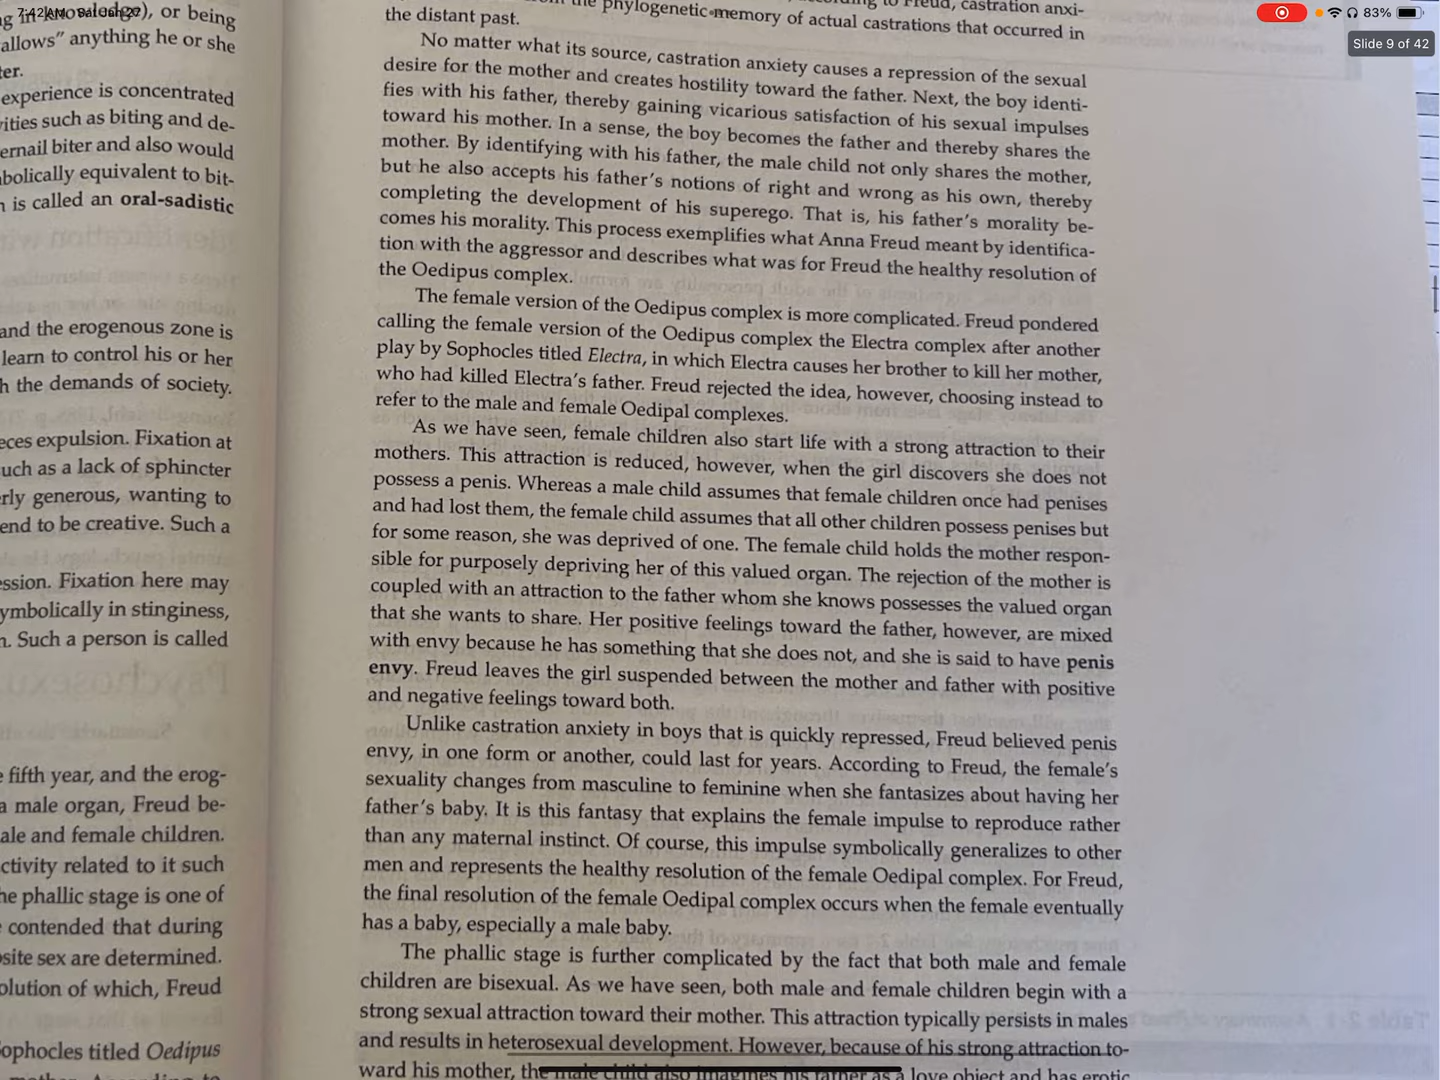 7:42 AM Sat Jan 27
83%
Slide 9 of 42
ng in knowledge), or being
allows" anything he or she
ter.
experience is concentrated
vities such as biting and de-
ernail biter and also would
nbolically equivalent to bit-
n is called an oral-sadistic
and the erogenous zone is
learn to control his or her
h the demands of society.
eces expulsion. Fixation at
uch as a lack of sphincter
erly generous, wanting to
end to be creative. Such a
ession. Fixation here may
ymbolically in stinginess,
n. Such a person is called
e fifth year, and the erog-
a male organ, Freud be-
ale and female children.
ctivity related to it such
he phallic stage is one of
e contended that during
osite sex are determined.
olution of which, Freud
ophocles titled Oedipus
to Freud, castration anxi-
the phylogenetic memory of actual castrations that occurred in
the distant past.
No matter what its source, castration anxiety causes a repression of the sexual
desire for the mother and creates hostility toward the father. Next, the boy identi-
fies with his father, thereby gaining vicarious satisfaction of his sexual impulses
toward his mother. In a sense, the boy becomes the father and thereby shares the
mother. By identifying with his father, the male child not only shares the mother,
but he also accepts his father's notions of right and wrong as his own, thereby
completing the development of his superego. That is, his father's morality be-
comes his morality. This process exemplifies what Anna Freud meant by identifica-
tion with the aggressor and describes what was for Freud the healthy resolution of
the Oedipus complex.
The female version of the Oedipus complex is more complicated. Freud pondered
calling the female version of the Oedipus complex the Electra complex after another
play by Sophocles titled Electra, in which Electra causes her brother to kill her mother,
who had killed Electra's father. Freud rejected the idea, however, choosing instead to
refer to the male and female Oedipal complexes.
As we have seen, female children also start life with a strong attraction to their
mothers. This attraction is reduced, however, when the girl discovers she does not
possess a penis. Whereas a male child assumes that female children once had penises
and had lost them, the female child assumes that all other children possess penises but
for some reason, she was deprived of one. The female child holds the mother respon-
sible for purposely depriving her of this valued organ. The rejection of the mother is
coupled with an attraction to the father whom she knows possesses the valued organ
that she wants to share. Her positive feelings toward the father, however, are mixed
with envy because he has something that she does not, and she is said to have penis
envy. Freud leaves the girl suspended between the mother and father with positive
and negative feelings toward both.
Unlike castration anxiety in boys that is quickly repressed, Freud believed penis
envy, in one form or another, could last for years. According to Freud, the female's
sexuality changes from masculine to feminine when she fantasizes about having her
father's baby. It is this fantasy that explains the female impulse to reproduce rather
than any maternal instinct. Of course, this impulse symbolically generalizes to other
men and represents the healthy resolution of the female Oedipal complex. For Freud,
the final resolution of the female Oedipal complex occurs when the female eventually
has a baby, especially a male baby.
The phallic stage is further complicated by the fact that both male and female
children are bisexual. As we have seen, both male and female children begin with a
strong sexual attraction toward their mother. This attraction typically persists in males
and results in heterosexual development. However, because of his strong attraction to-
ward his mother, the male child also imagines his father as a love object and has erotic